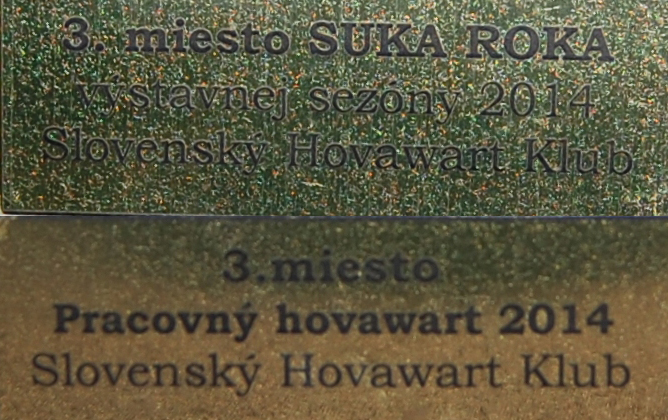 3. miesto SUKA ROKA
výstavnej sezóny 2014
Slovenský Hovawart Klub
3.miesto
Pracovný hovawart 2014
Slovenský Hovawart Klub